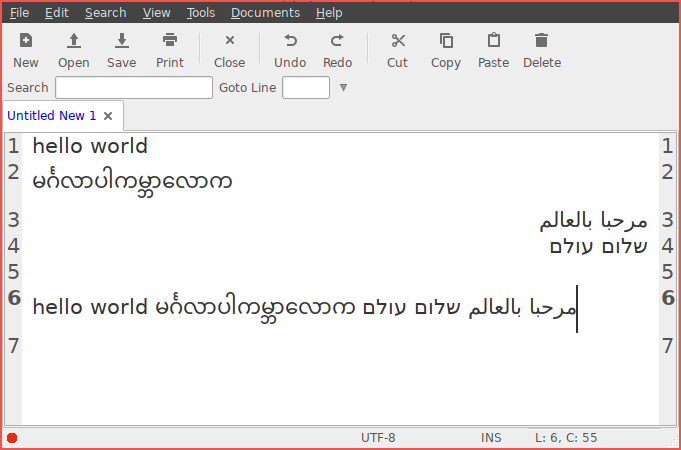 File Edit Search View Tools Documents Help
New Open Save Print Close Undo Redo Cut Copy Paste Delete
Search Goto Line
Untitled New 1
1 hello world 1
2 မင်္ဂလာပါကမ္ဘာလောက 2
3 مرحبا بالعالم 3
4 שלום עולם 4
5 5
6 hello world မင်္ဂလာပါကမ္ဘာလောက مرحبا بالعالم שלום עולם 6
7 7
UTF-8 INS L: 6, C: 55